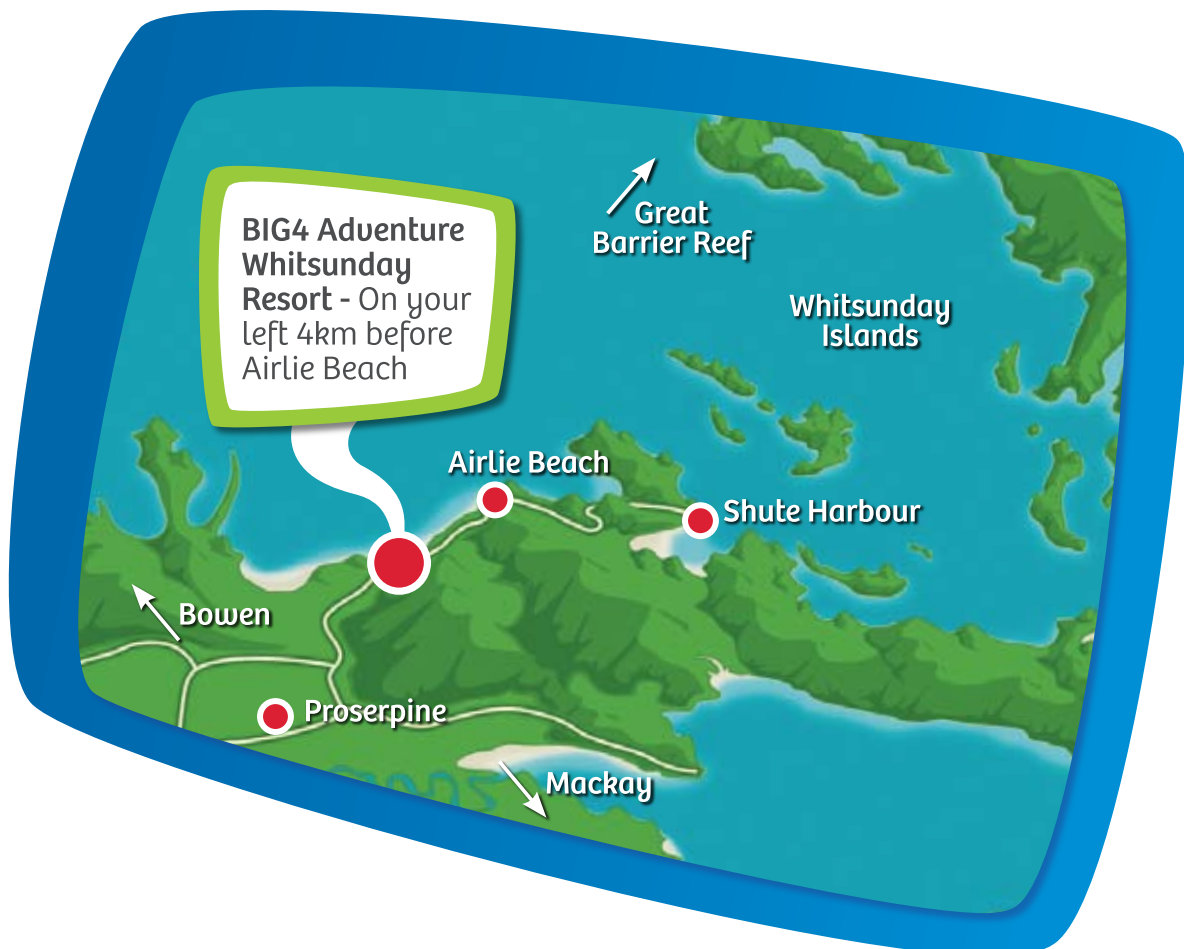 BIG4 Adventure
Whitsunday
Resort - On your
left 4km before
Airlie Beach
Great
Barrier Reef
Whitsunday
Islands
Airlie Beach
Shute Harbour
Bowen
Proserpine
Mackay